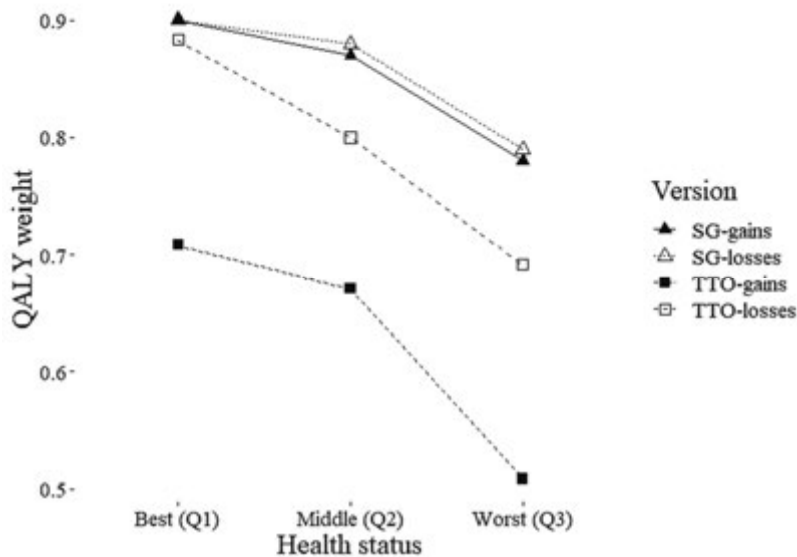 0.9
0.8
0.7
0.6
0.5
QALY weight
Best (Q1) Middle (Q2) Worst (Q3)
Health status
Version
SG-gains
SG-losses
TTO-gains
TTO-losses